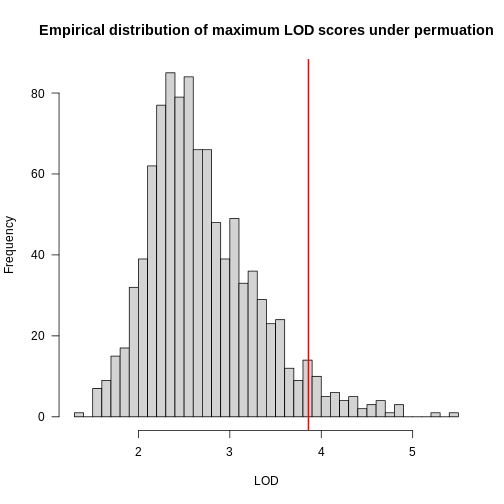 Empirical distribution of maximum LOD scores under permuation
80
60
40
20
0
Frequency
2 3 4 5
LOD